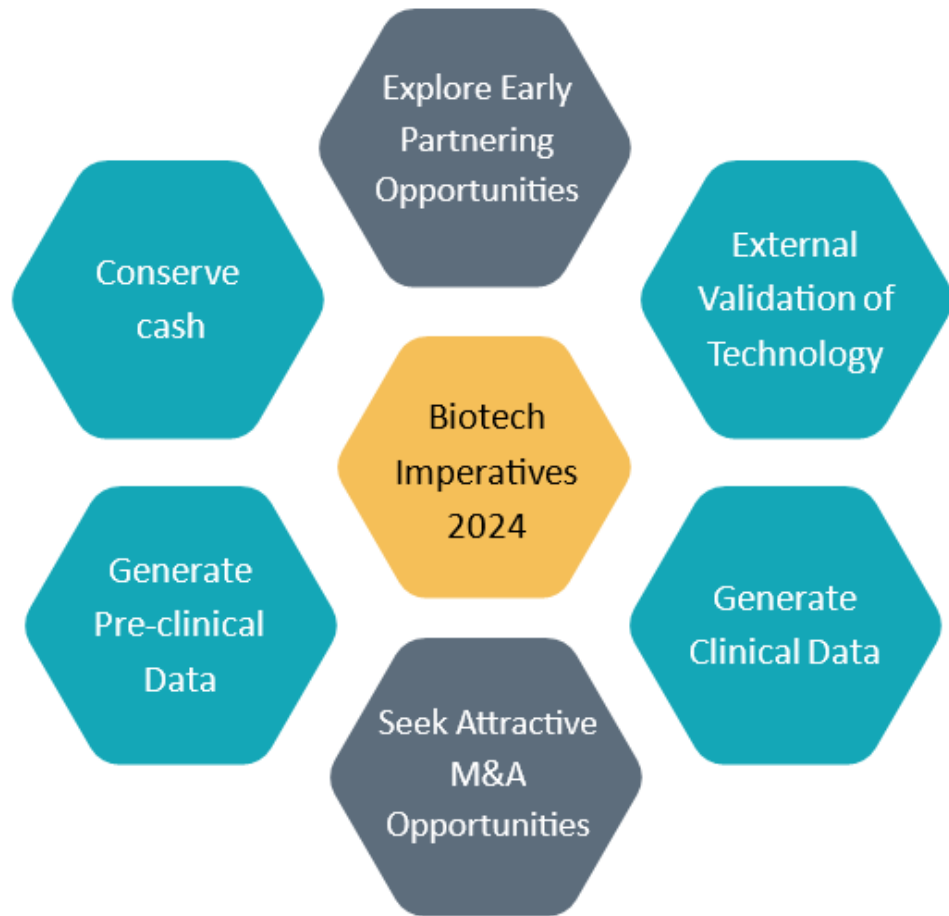 Explore Early
Partnering
Opportunities
Conserve
cash
External
Validation of
Technology
Biotech
Imperatives
2024
Generate
Pre-clinical
Data
Generate
Clinical Data
Seek Attractive
M&A
Opportunities